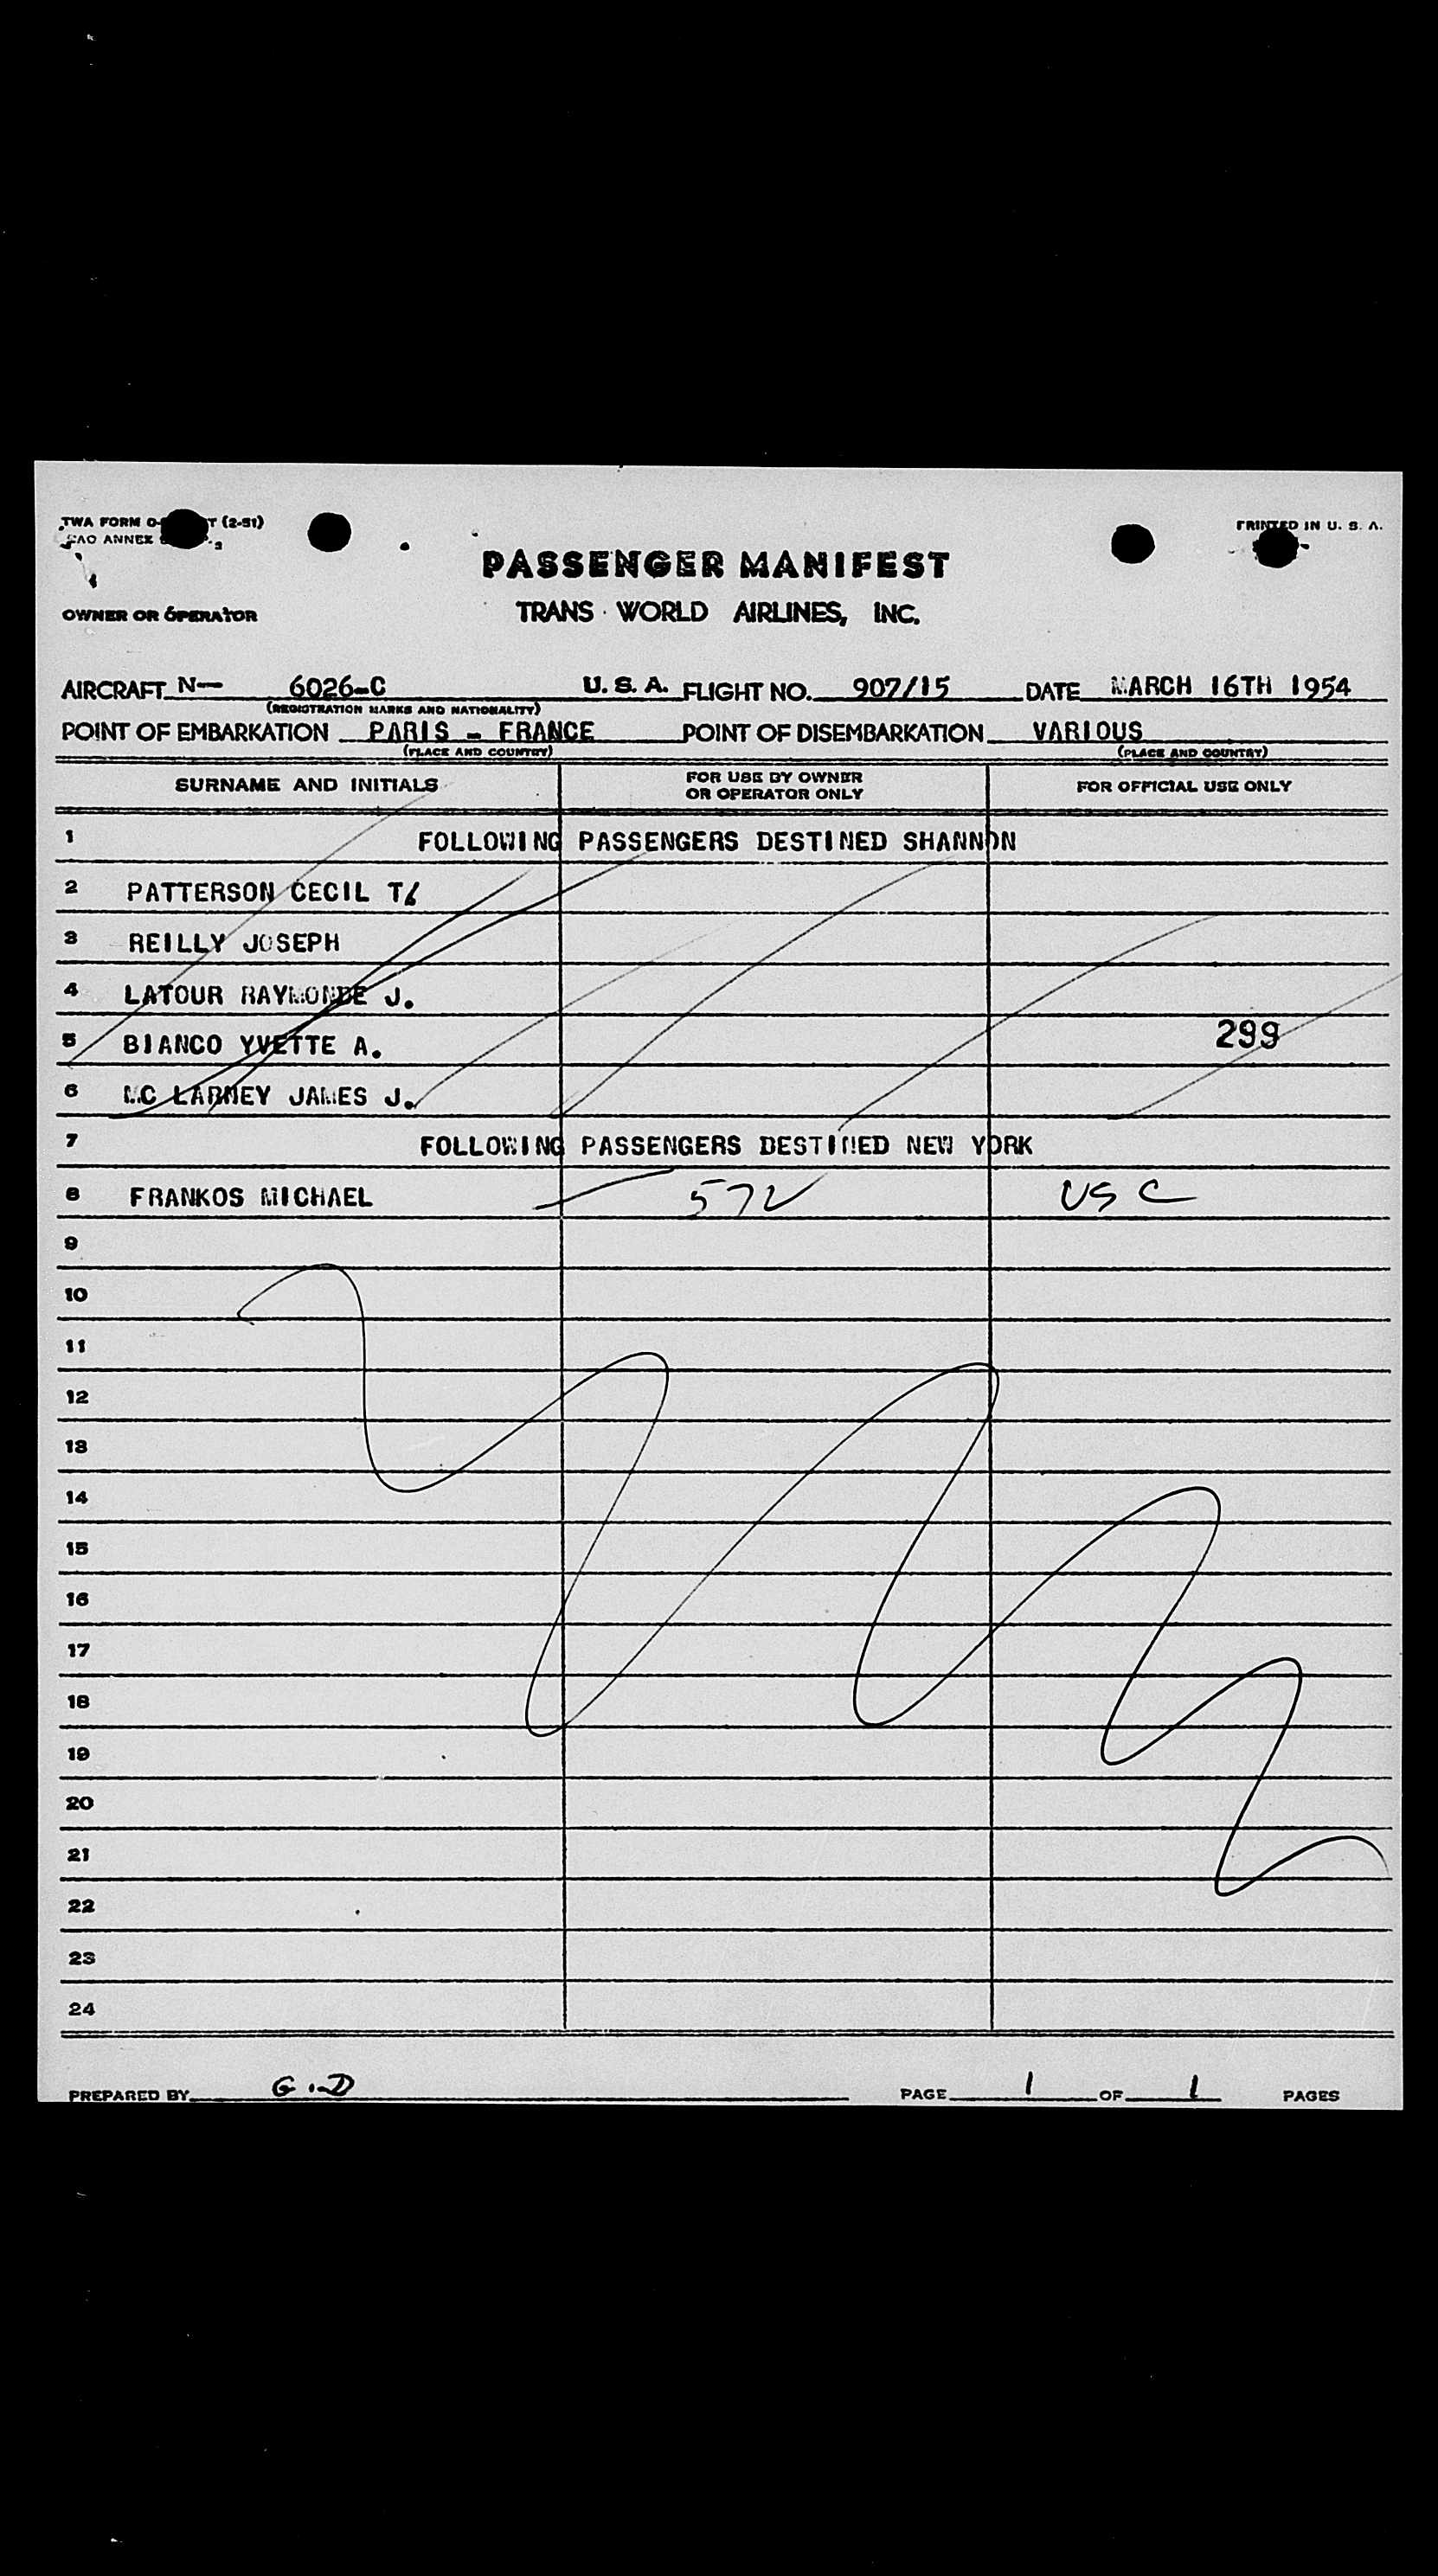 TWA FORM O- T (2-51)
ICAO ANNEX
PRINTED IN U. S. A.
PASSENGER MANIFEST
OWNER OR OPERATOR
TRANS WORLD AIRLINES, INC.
AIRCRAFT N— 6026-C U. S. A. FLIGHT NO. 907/15 DATE MARCH 16TH 1954
(REGISTRATION MARKS AND NATIONALITY)
POINT OF EMBARKATION PARIS - FRANCE POINT OF DISEMBARKATION VARIOUS
(PLACE AND COUNTRY) (PLACE AND COUNTRY)
SURNAME AND INITIALS FOR USE BY OWNER OR OPERATOR ONLY FOR OFFICIAL USE ONLY
1 FOLLOWING PASSENGERS DESTINED SHANNON
2 PATTERSON CECIL T
3 REILLY JOSEPH
4 LATOUR RAYMONDE J.
5 BIANCO YVETTE A. 299
6 MC LARNEY JAMES J.
7 FOLLOWING PASSENGERS DESTINED NEW YORK
8 FRANKOS MICHAEL 572 USC
9
10
11
12
13
14
15
16
17
18
19
20
21
22
23
24
PREPARED BY G.D PAGE 1 OF 1 PAGES